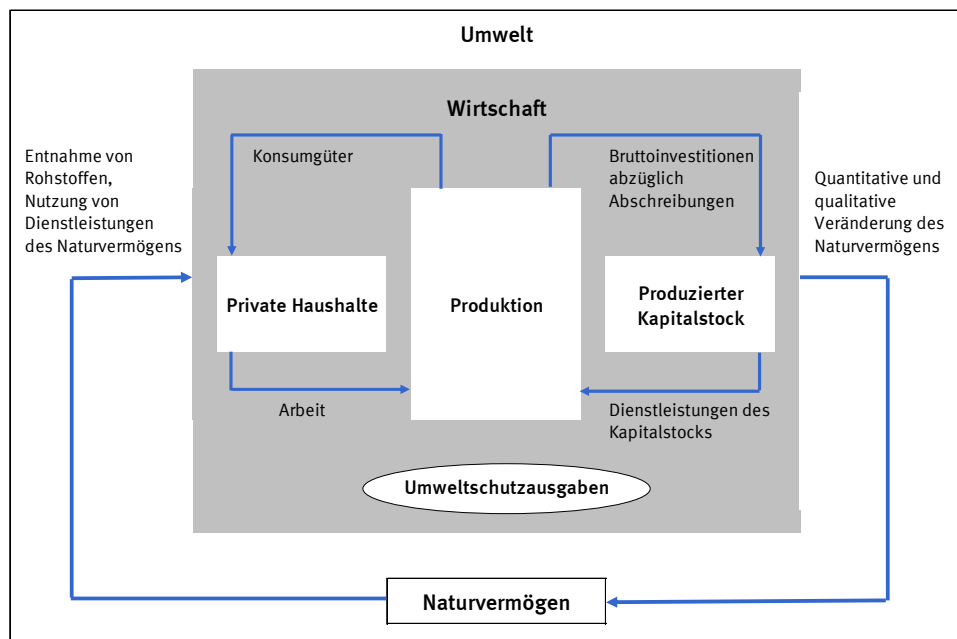 Umwelt
Wirtschaft
Entnahme von
Rohstoffen,
Nutzung von
Dienstleistungen
des Naturvermögens
Konsumgüter
Bruttoinvestitionen
abzüglich
Abschreibungen
Quantitative und
qualitative
Veränderung des
Naturvermögens
Private Haushalte
Produktion
Produzierter
Kapitalstock
Arbeit
Dienstleistungen des
Kapitalstocks
Umweltschutzausgaben
Naturvermögen